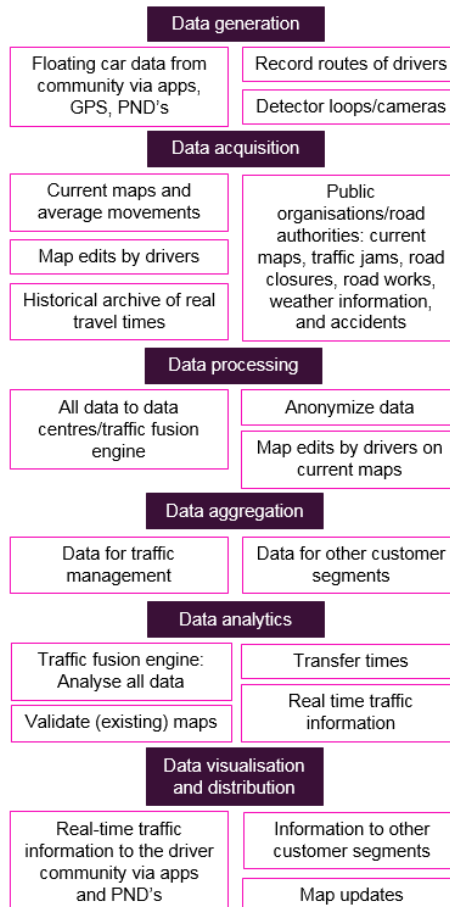 Data generation
Floating car data from
community via apps,
GPS, PND's
Record routes of drivers
Detector loops/cameras
Data acquisition
Current maps and
average movements
Map edits by drivers
Historical archive of real
travel times
Public
organisations/road
authorities: current
maps, traffic jams, road
closures, road works,
weather information,
and accidents
Data processing
All data to data
centres/traffic fusion
engine
Anonymize data
Map edits by drivers on
current maps
Data aggregation
Data for traffic
management
Data for other customer
segments
Data analytics
Traffic fusion engine:
Analyse all data
Validate (existing) maps
Transfer times
Real time traffic
information
Data visualisation
and distribution
Real-time traffic
information to the driver
community via apps
and PND's
Information to other
customer segments
Map updates